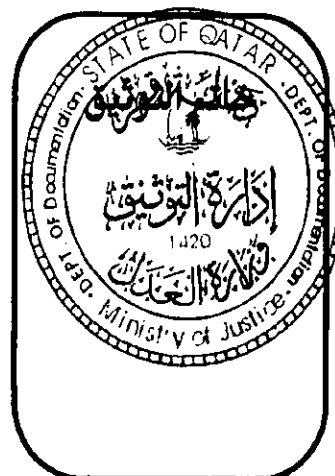 STATE OF QATAR
DEPT. OF Documentation
إدارة التوثيق
1420
وزارة العدل
Ministry of Justice
DEPT. OF Documentation